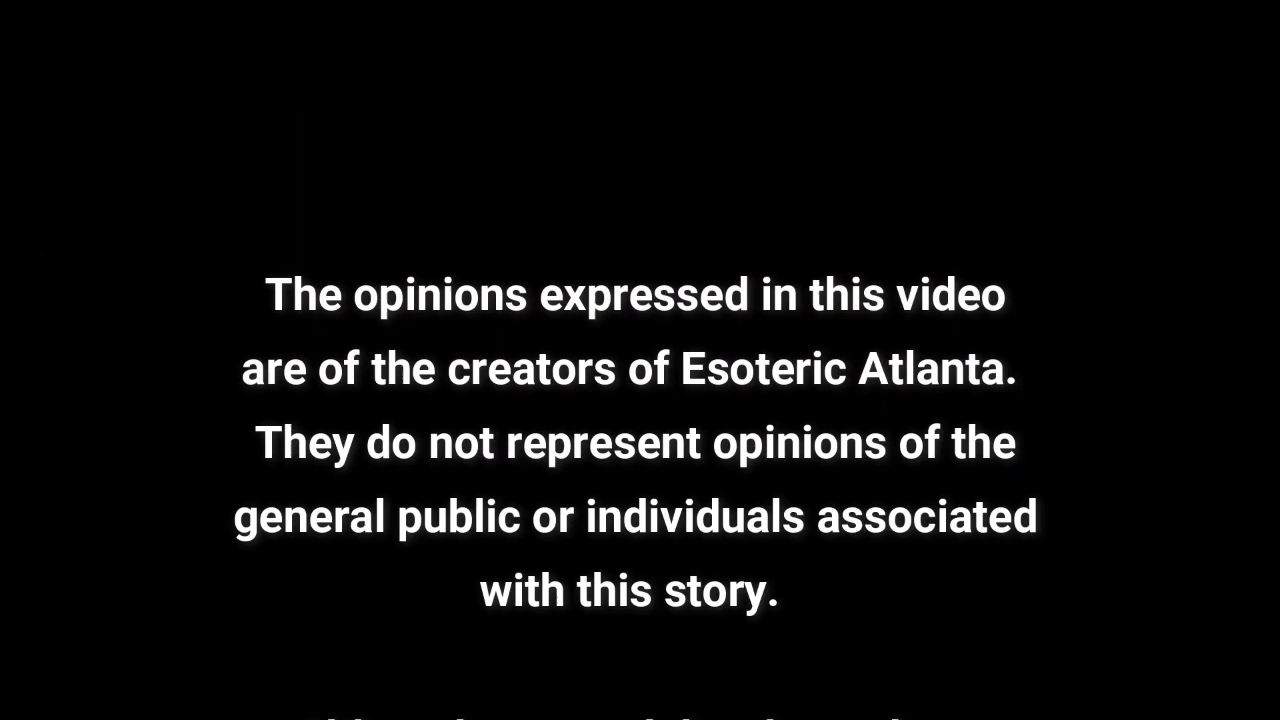 The opinions expressed in this video
are of the creators of Esoteric Atlanta.
They do not represent opinions of the
general public or individuals associated
with this story.